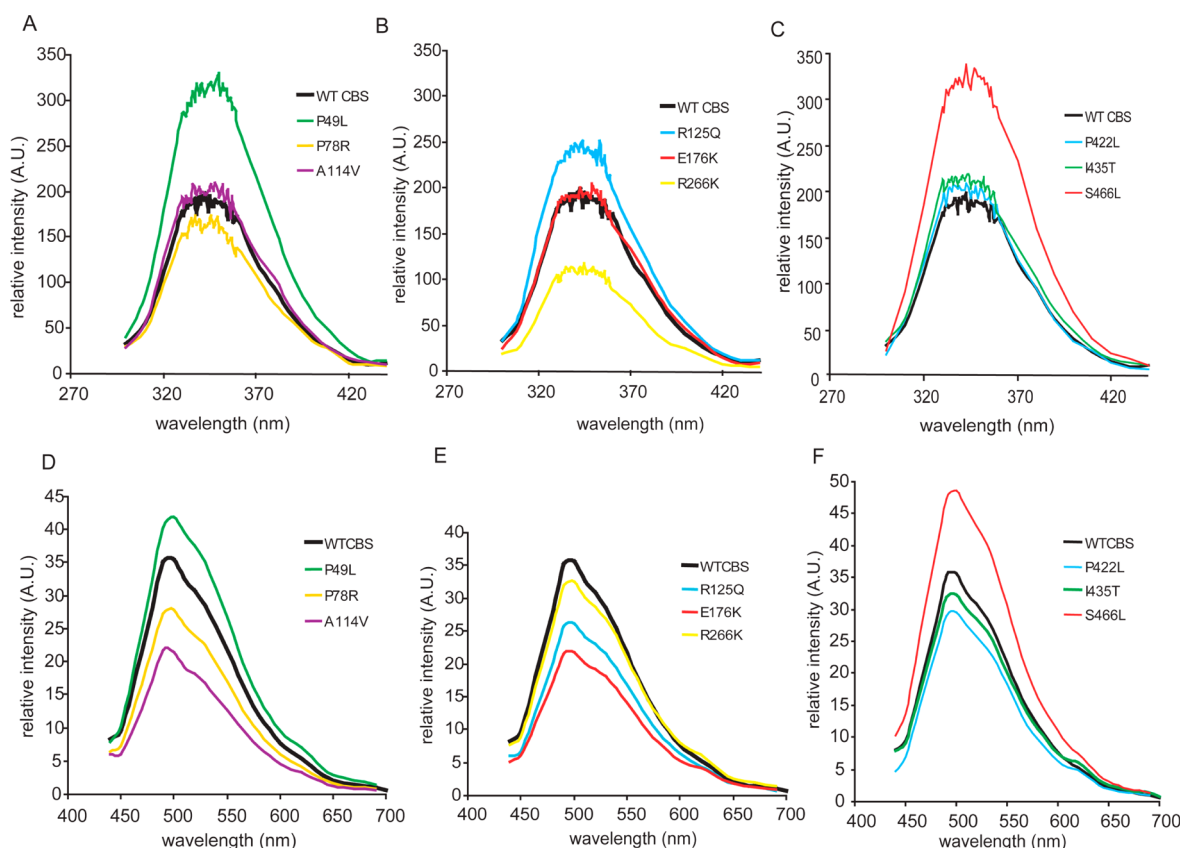 A
350
300
250
200
150
100
50
0
270
320
370
420
relative intensity (A.U.)
wavelength (nm)
WT CBS
P49L
P78R
A114V
B
350
300
250
200
150
100
50
0
270
320
370
420
relative intensity (A.U.)
wavelength (nm)
WT CBS
R125Q
E176K
R266K
C
350
300
250
200
150
100
50
0
270
320
370
420
relative intensity (A.U.)
wavelength (nm)
WT CBS
P422L
I435T
S466L
D
45
40
35
30
25
20
15
10
5
0
400
450
500
550
600
650
700
relative intensity (A.U.)
wavelength (nm)
WTCBS
P49L
P78R
A114V
E
40
35
30
25
20
15
10
5
0
400
450
500
550
600
650
700
relative intensity (A.U.)
wavelength (nm)
WTCBS
R125Q
E176K
R266K
F
50
45
40
35
30
25
20
15
10
5
0
400
450
500
550
600
650
700
relative intensity (A.U.)
wavelength (nm)
WTCBS
P422L
I435T
S466L